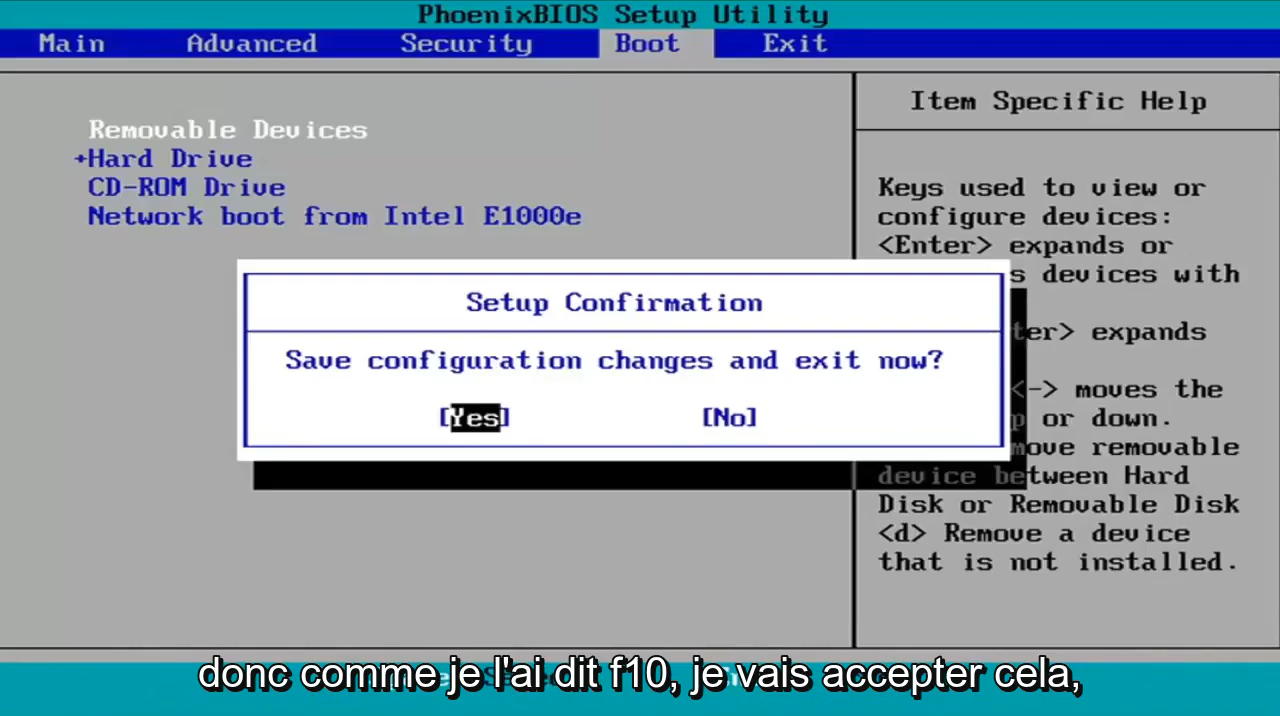 PhoenixBIOS Setup Utility
Main Advanced Security Boot Exit
Removable Devices
+Hard Drive
CD-ROM Drive
Network boot from Intel E1000e
Item Specific Help
Keys used to view or
configure devices:
<Enter> expands or
devices with
expands
<-> moves the
or down.
move removable
device between Hard
Disk or Removable Disk
<d> Remove a device
that is not installed.
Setup Confirmation
Save configuration changes and exit now?
[Yes] [No]
donc comme je l'ai dit f10, je vais accepter cela,